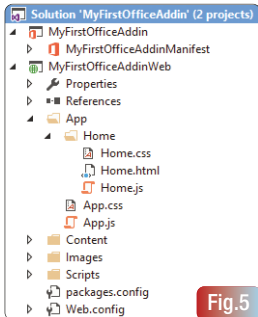 Solution 'MyFirstOfficeAddin' (2 projects)
MyFirstOfficeAddin
MyFirstOfficeAddinManifest
MyFirstOfficeAddinWeb
Properties
References
App
Home
Home.css
Home.html
Home.js
App.css
App.js
Content
Images
Scripts
packages.config
Web.config
Fig.5